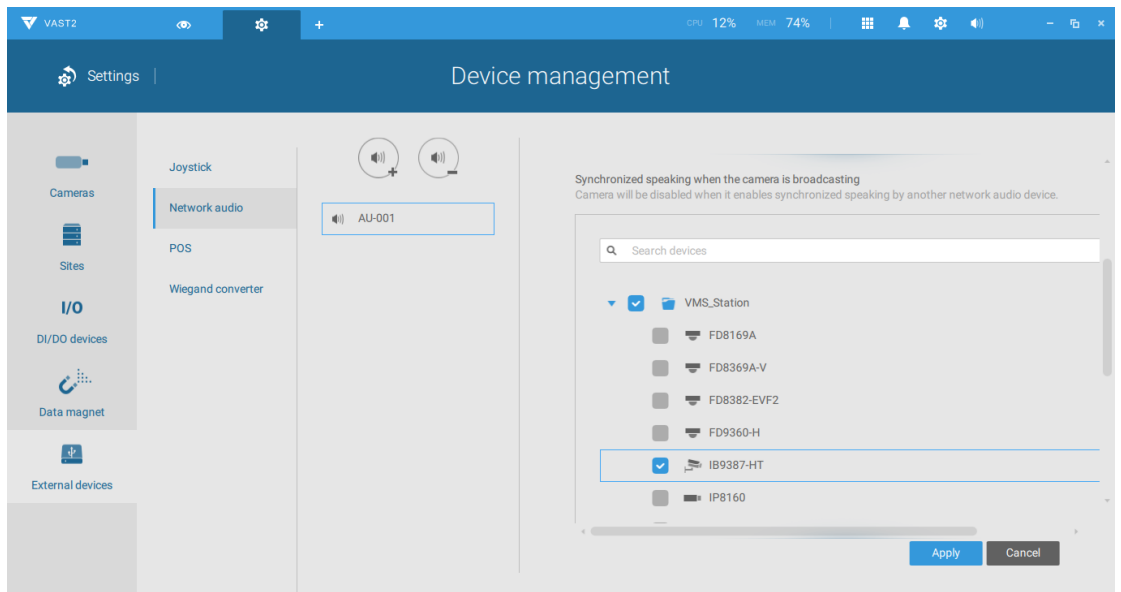 VAST2
CPU 12% MEM 74%
Settings
Device management
Cameras
Sites
I/O
DI/DO devices
Data magnet
External devices
Joystick
Network audio
POS
Wiegand converter
AU-001
Synchronized speaking when the camera is broadcasting
Camera will be disabled when it enables synchronized speaking by another network audio device.
Search devices
VMS_Station
FD8169A
FD8369A-V
FD8382-EVF2
FD9360-H
IB9387-HT
IP8160
Apply
Cancel